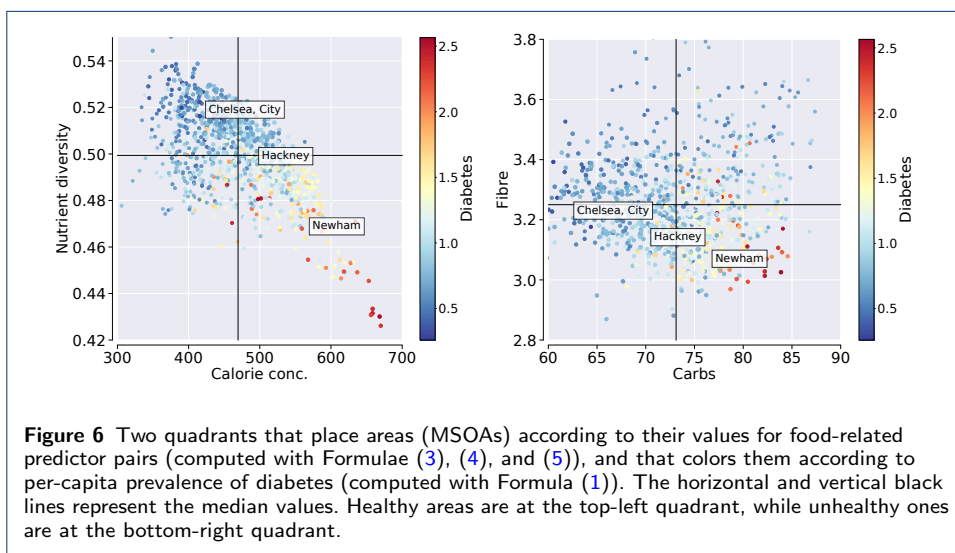 0.54
0.52
0.50
0.48
0.46
0.44
0.42
Nutrient diversity
300
400
500
600
700
Calorie conc.
Chelsea, City
Hackney
Newham
2.5
2.0
1.5
1.0
0.5
Diabetes
3.8
3.6
3.4
3.2
3.0
2.8
Fibre
60
65
70
75
80
85
90
Carbs
Chelsea, City
Hackney
Newham
2.5
2.0
1.5
1.0
0.5
Diabetes
Figure 6 Two quadrants that place areas (MSOAs) according to their values for food-related
predictor pairs (computed with Formulae (3), (4), and (5)), and that colors them according to
per-capita prevalence of diabetes (computed with Formula (1)). The horizontal and vertical black
lines represent the median values. Healthy areas are at the top-left quadrant, while unhealthy ones
are at the bottom-right quadrant.